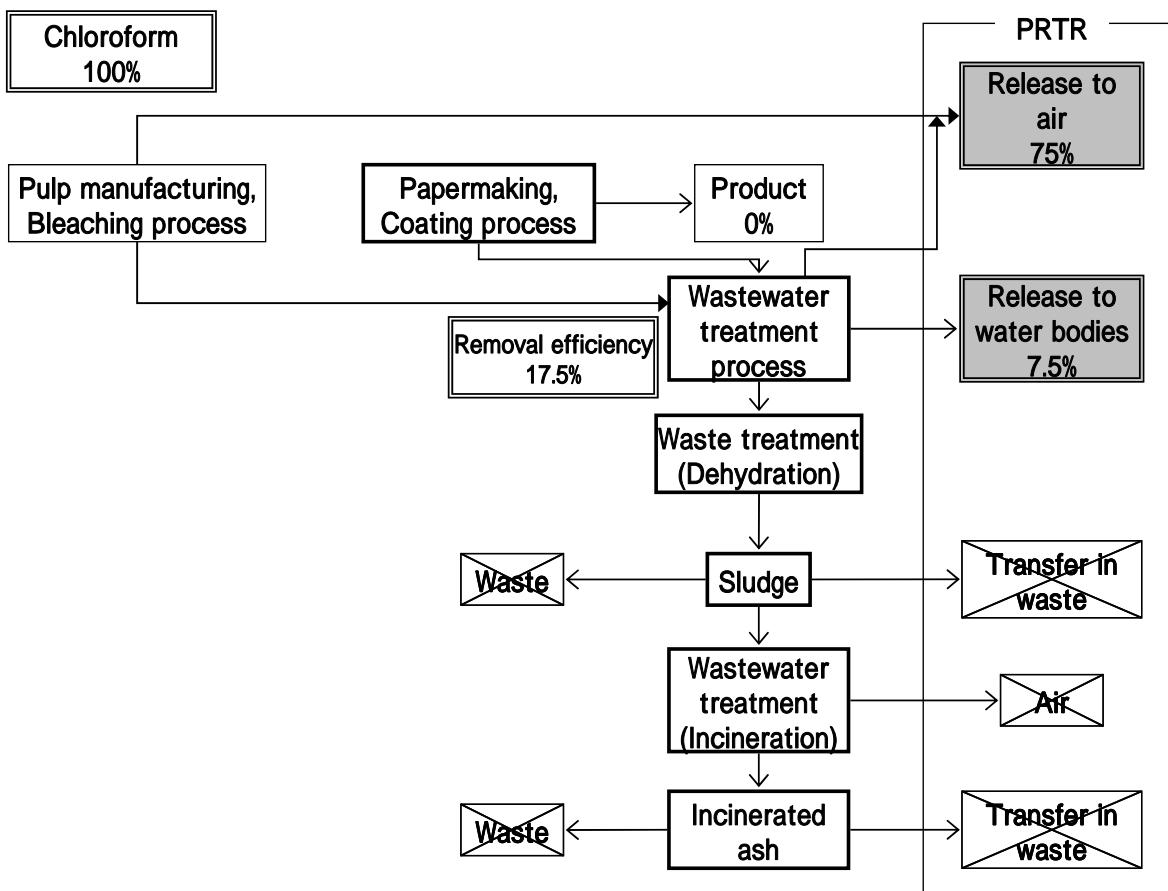 PRTR
Chloroform
100%
Release to
air
75%
Pulp manufacturing,
Bleaching process
Papermaking,
Coating process
Product
0%
Wastewater
treatment
process
Release to
water bodies
7.5%
Removal efficiency
17.5%
Waste treatment
(Dehydration)
Waste
Sludge
Transfer in
waste
Wastewater
treatment
(Incineration)
Air
Waste
Incinerated
ash
Transfer in
waste